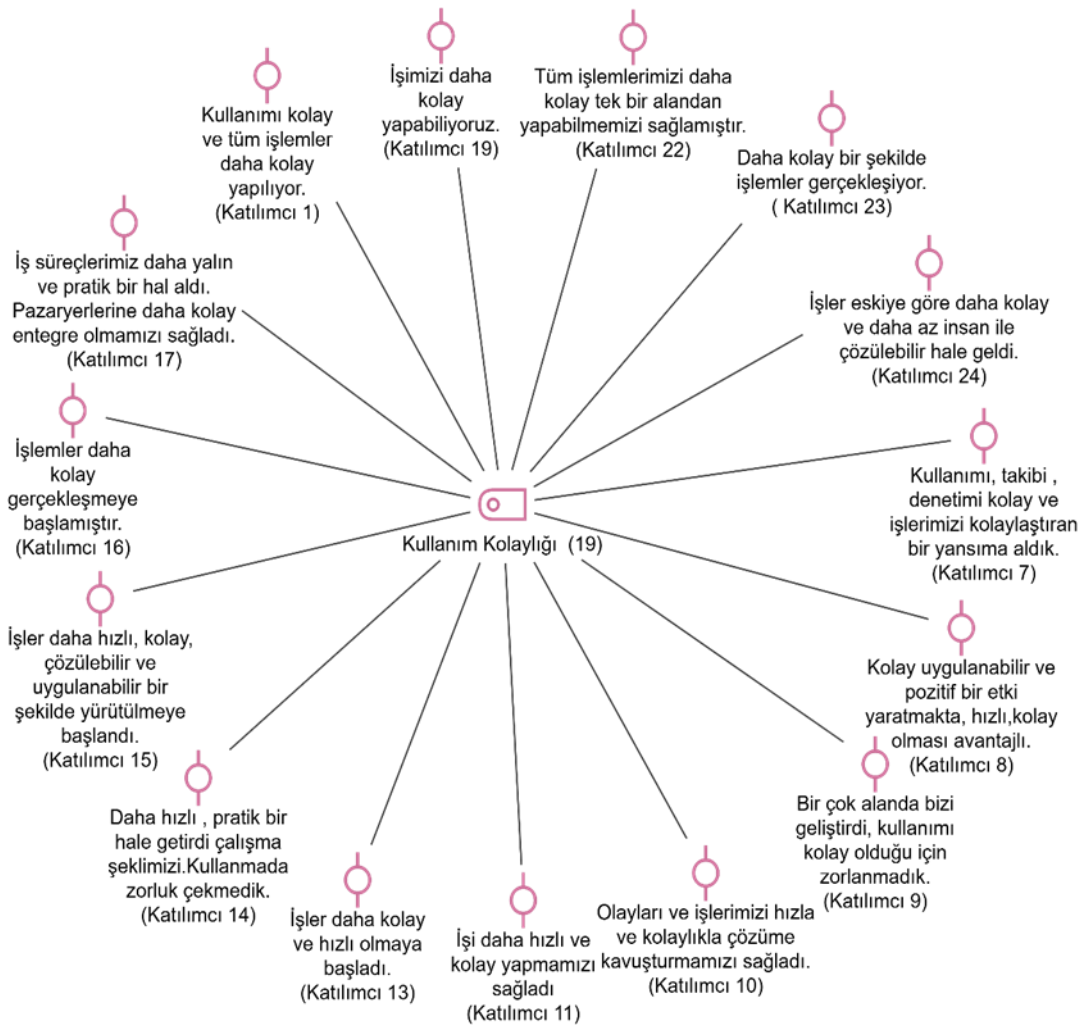 Kullanımı kolay
ve tüm işlemler
daha kolay
yapılıyor.
(Katılımcı 1)
İşimizi daha
kolay
yapabiliyoruz.
(Katılımcı 19)
Tüm işlemlerimizi daha
kolay tek bir alandan
yapabilmemizi sağlamıştır.
(Katılımcı 22)
Daha kolay bir şekilde
işlemler gerçekleşiyor.
( Katılımcı 23)
İşler eskiye göre daha kolay
ve daha az insan ile
çözülebilir hale geldi.
(Katılımcı 24)
Kullanımı, takibi ,
denetimi kolay ve
işlerimizi kolaylaştıran
bir yansıma aldık.
(Katılımcı 7)
Kolay uygulanabilir ve
pozitif bir etki
yaratmakta, hızlı,kolay
olması avantajlı.
(Katılımcı 8)
Bir çok alanda bizi
geliştirdi, kullanımı
kolay olduğu için
zorlanmadık.
(Katılımcı 9)
Olayları ve işlerimizi hızla
ve kolaylıkla çözüme
kavuşturmamızı sağladı.
(Katılımcı 10)
İşi daha hızlı ve
kolay yapmamızı
sağladı
(Katılımcı 11)
İşler daha kolay
ve hızlı olmaya
başladı.
(Katılımcı 13)
Daha hızlı , pratik bir
hale getirdi çalışma
şeklimizi.Kullanmada
zorluk çekmedik.
(Katılımcı 14)
İşler daha hızlı, kolay,
çözülebilir ve
uygulanabilir bir
şekilde yürütülmeye
başlandı.
(Katılımcı 15)
İşlemler daha
kolay
gerçekleşmeye
başlamıştır.
(Katılımcı 16)
İş süreçlerimiz daha yalın
ve pratik bir hal aldı.
Pazaryerlerine daha kolay
entegre olmamızı sağladı.
(Katılımcı 17)
Kullanım Kolaylığı (19)